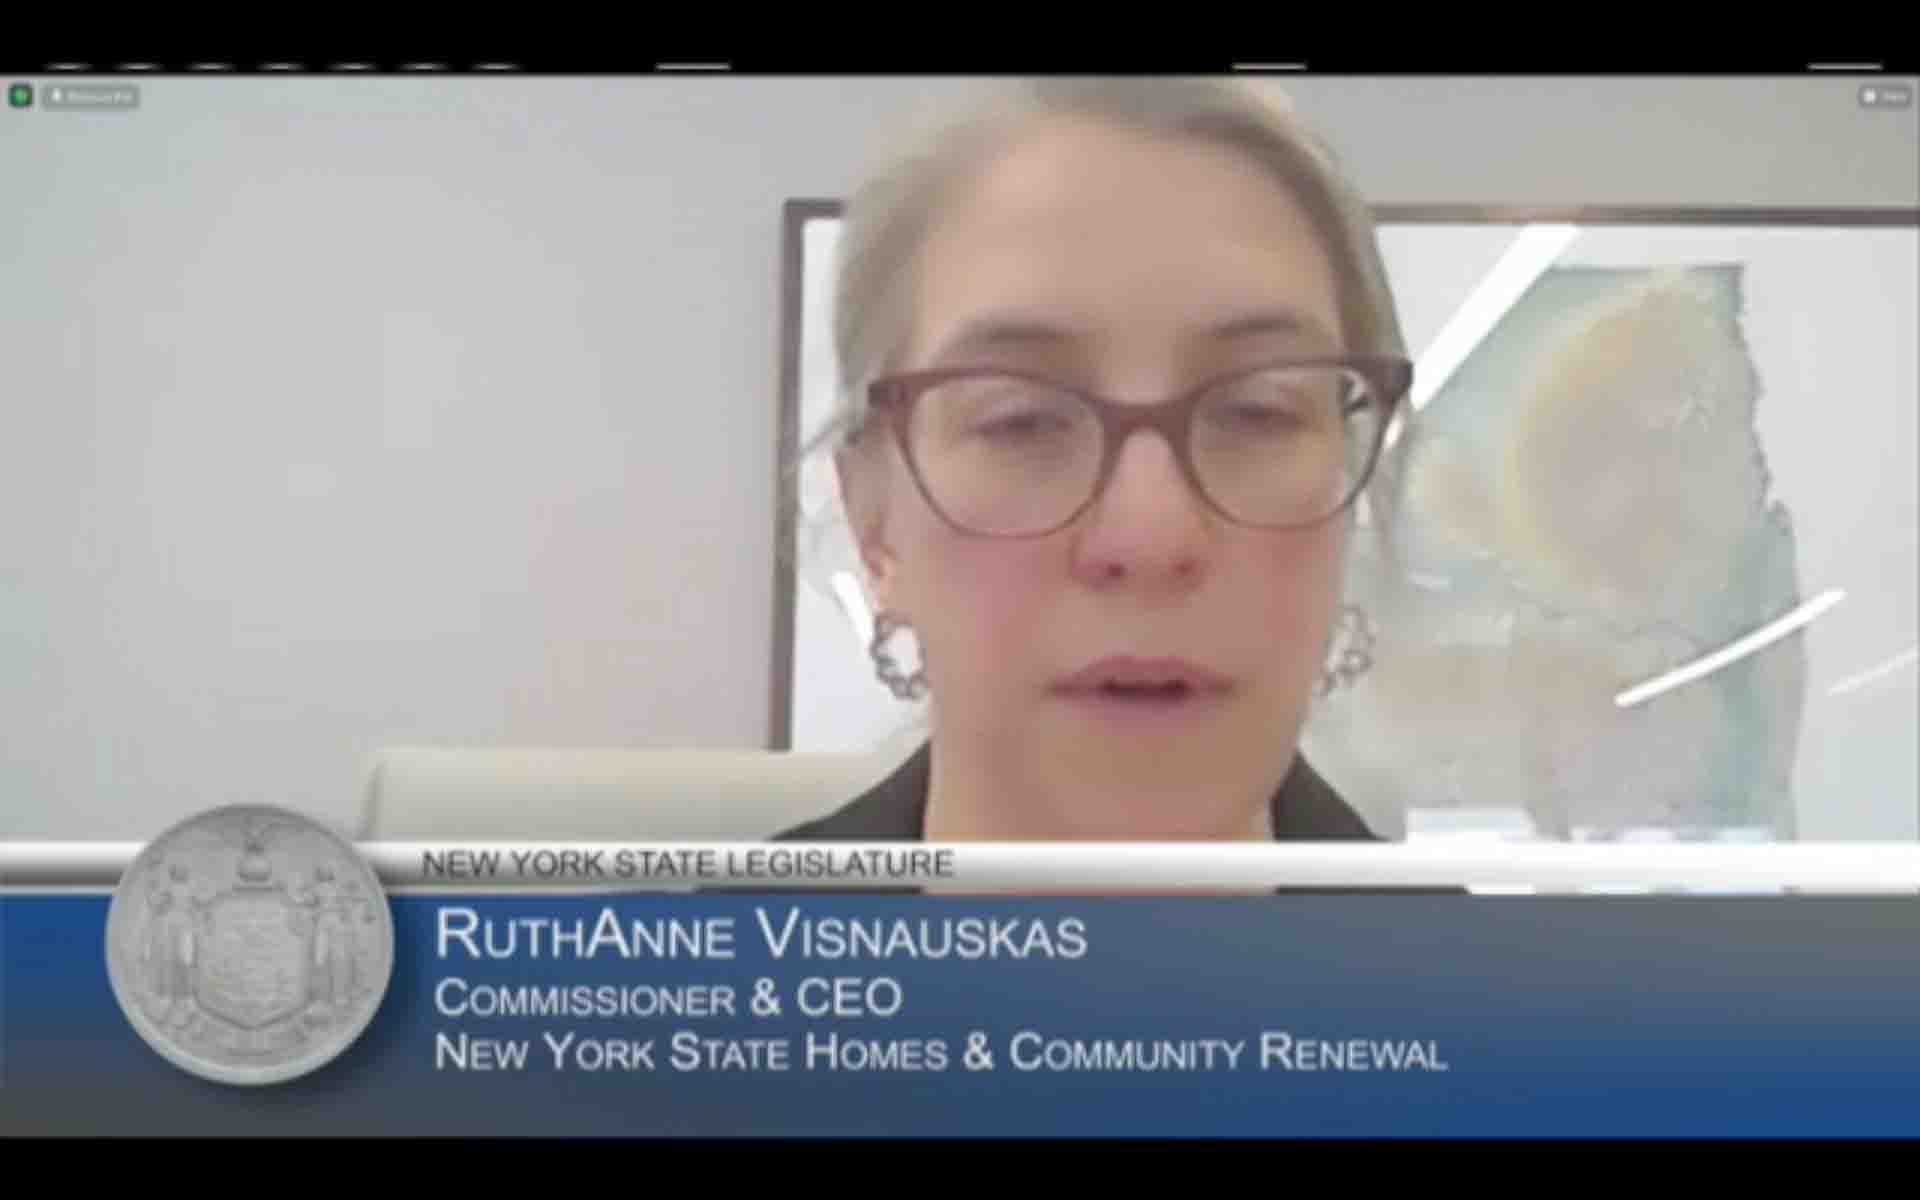 NEW YORK STATE LEGISLATURE
RUTHANNE VISNAUSKAS
COMMISSIONER & CEO
NEW YORK STATE HOMES & COMMUNITY RENEWAL